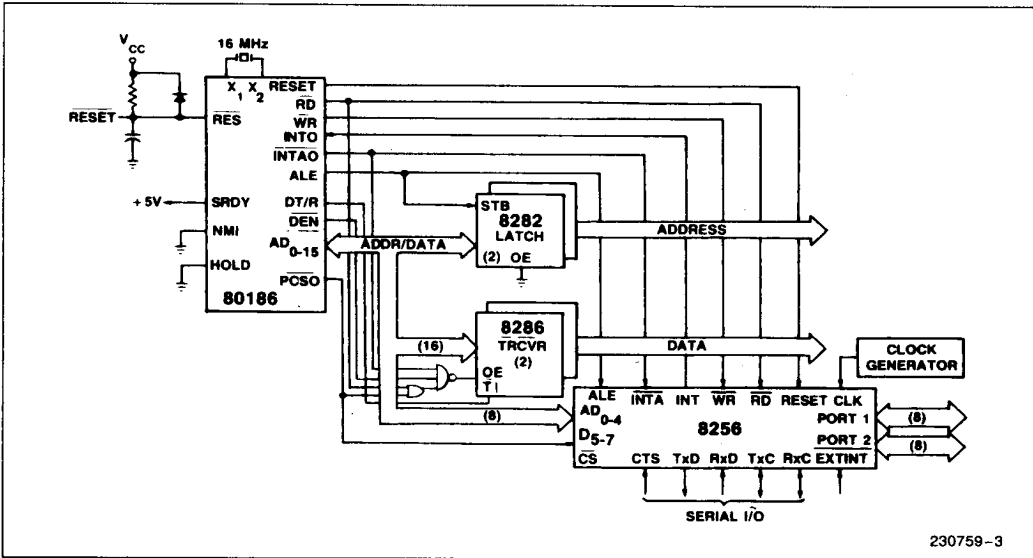 VCC
16 MHz
X1 X2
RESET
RESET
RES
RD
WR
INTO
INTAO
ALE
+5V
SRDY
DT/R
DEN
NMI
AD0-15
HOLD
PCSO
80186
ADDR/DATA
STB
8282
LATCH
(2) OE
ADDRESS
(16)
8286
TRCVR
(2)
OE
T
DATA
CLOCK
GENERATOR
(8)
ALE INTA INT WR RD RESET CLK
AD0-4
D5-7
CS
8256
PORT 1
PORT 2
EXTINT
(8)
(8)
CTS TxD RxD TxC RxC
SERIAL I/O
230759-3